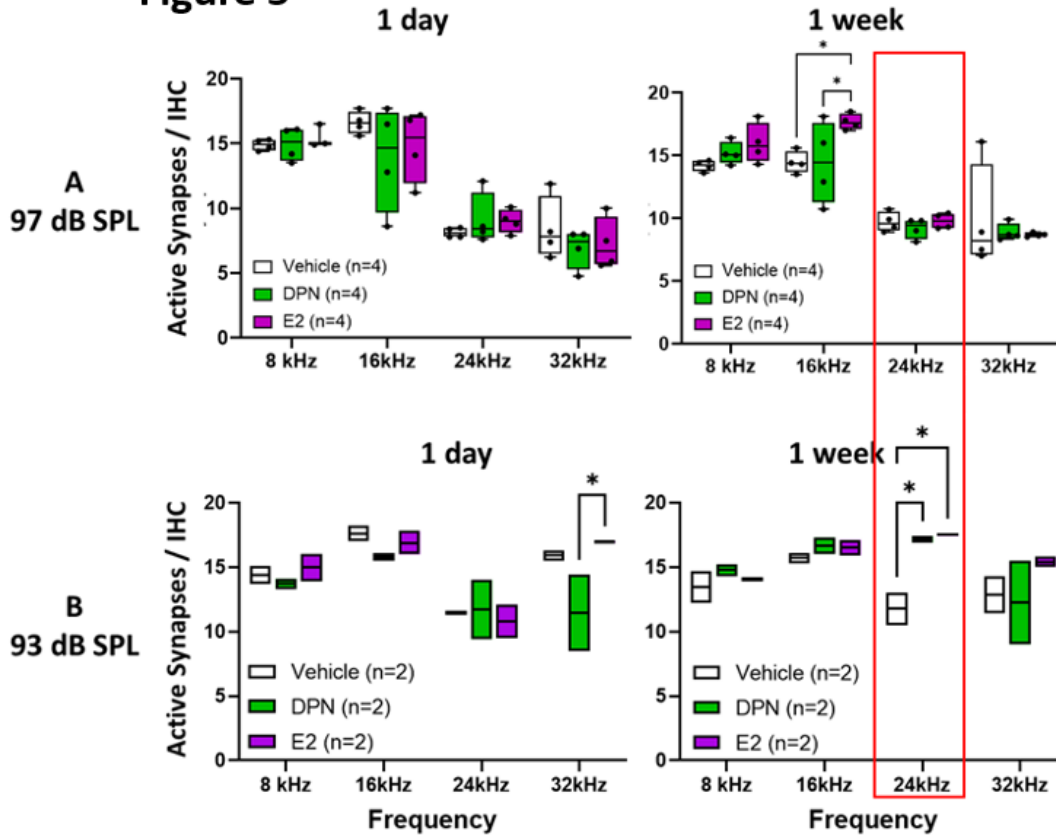 Figure 5
1 day
1 week
A
97 dB SPL
Active Synapses / IHC
20
15
10
5
0
Vehicle (n=4)
DPN (n=4)
E2 (n=4)
8 kHz 16kHz 24kHz 32kHz
* 
*
20
15
10
5
0
Vehicle (n=4)
DPN (n=4)
E2 (n=4)
8 kHz 16kHz 24kHz 32kHz
B
93 dB SPL
1 day
Active Synapses / IHC
*
20
15
10
5
0
Vehicle (n=2)
DPN (n=2)
E2 (n=2)
8 kHz 16kHz 24kHz 32kHz
Frequency
1 week
*
*
20
15
10
5
0
Vehicle (n=2)
DPN (n=2)
E2 (n=2)
8 kHz 16kHz 24kHz 32kHz
Frequency